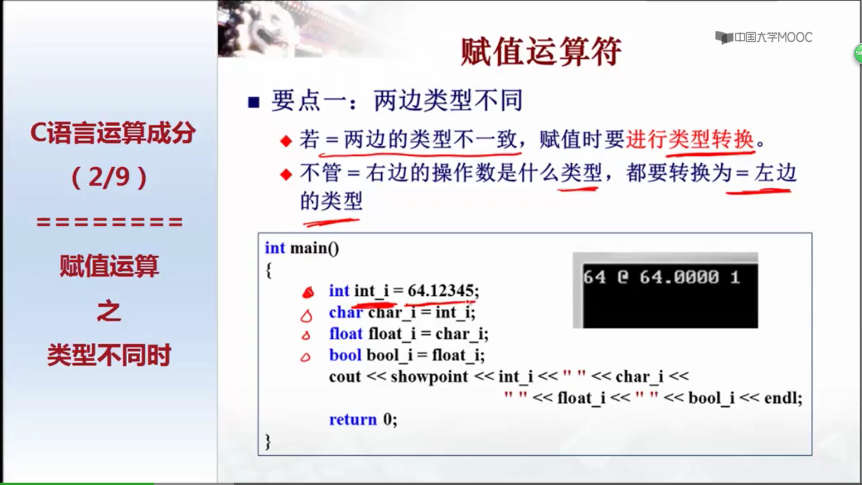 赋值运算符
中国大学MOOC
C语言运算成分
（2/9）
========
赋值运算
之
类型不同时
■ 要点一：两边类型不同
◆ 若 = 两边的类型不一致，赋值时要进行类型转换。
◆ 不管 = 右边的操作数是什么类型，都要转换为 = 左边
的类型
int main()
{
int int_i = 64.12345;
char char_i = int_i;
float float_i = char_i;
bool bool_i = float_i;
cout << showpoint << int_i << " " << char_i <<
" " << float_i << " " << bool_i << endl;
return 0;
}
64 @ 64.0000 1